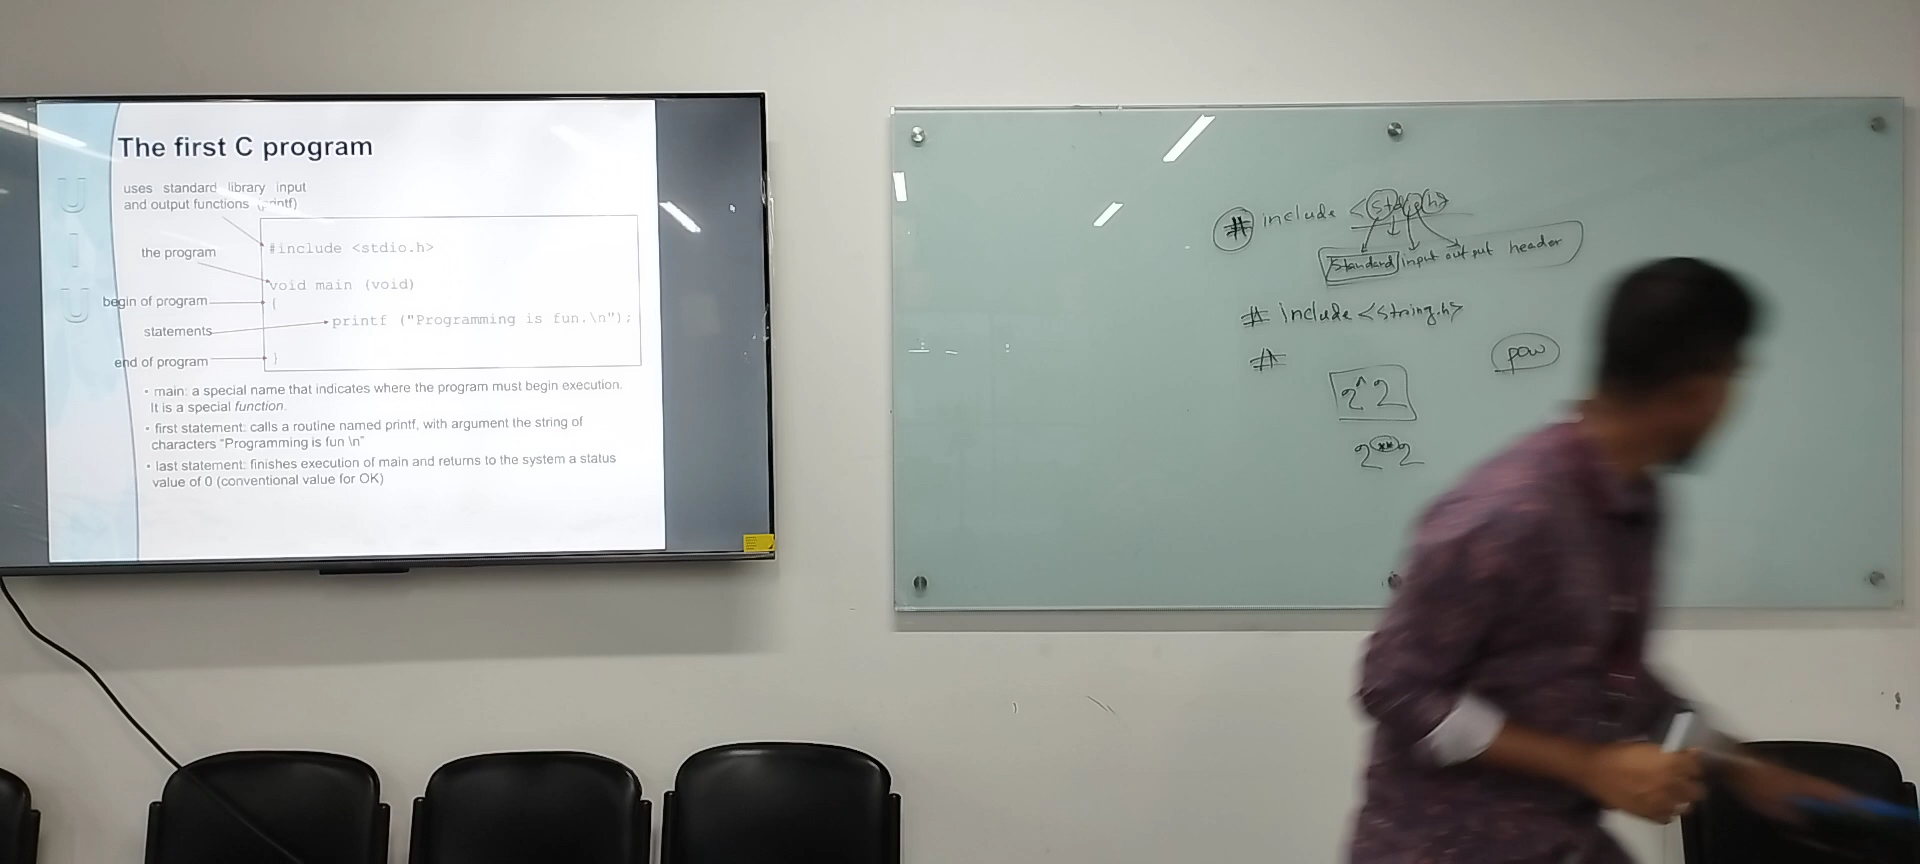 UIU
The first C program
uses standard library input
and output functions (printf)
#include <stdio.h>
the program
void main (void)
begin of program
{
printf ("Programming is fun.\n");
statements
end of program
}
• main: a special name that indicates where the program must begin execution.
It is a special function.
• first statement: calls a routine named printf, with argument the string of
characters "Programming is fun \n"
• last statement: finishes execution of main and returns to the system a status
value of 0 (conventional value for OK)
# include <stdio.h>
Standard input output header
# include <string.h>
#
pow
2^2
2**2